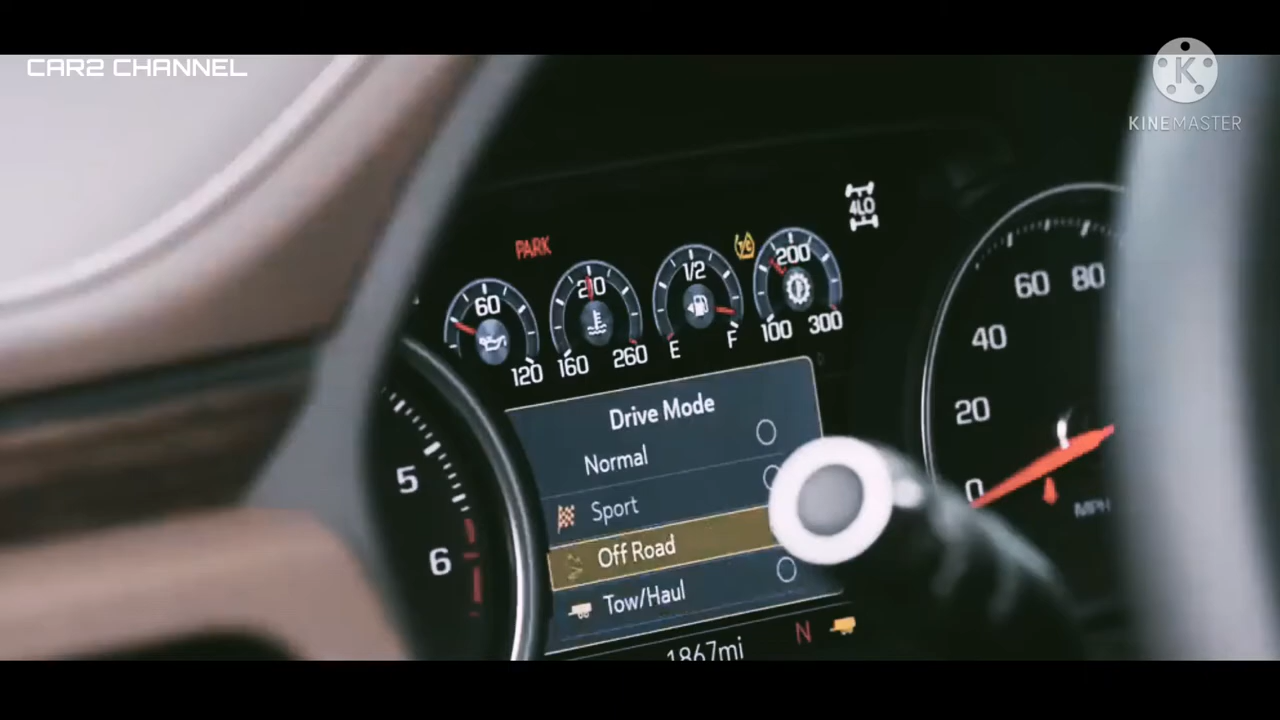 CAR2 CHANNEL
K
KINEMASTER
PARK
4LO
60
120
210
160
260
1/2
E
F
200
100
300
Drive Mode
Normal
Sport
Off Road
Tow/Haul
1867mi
N
5
6
0
20
40
60
80
MPH